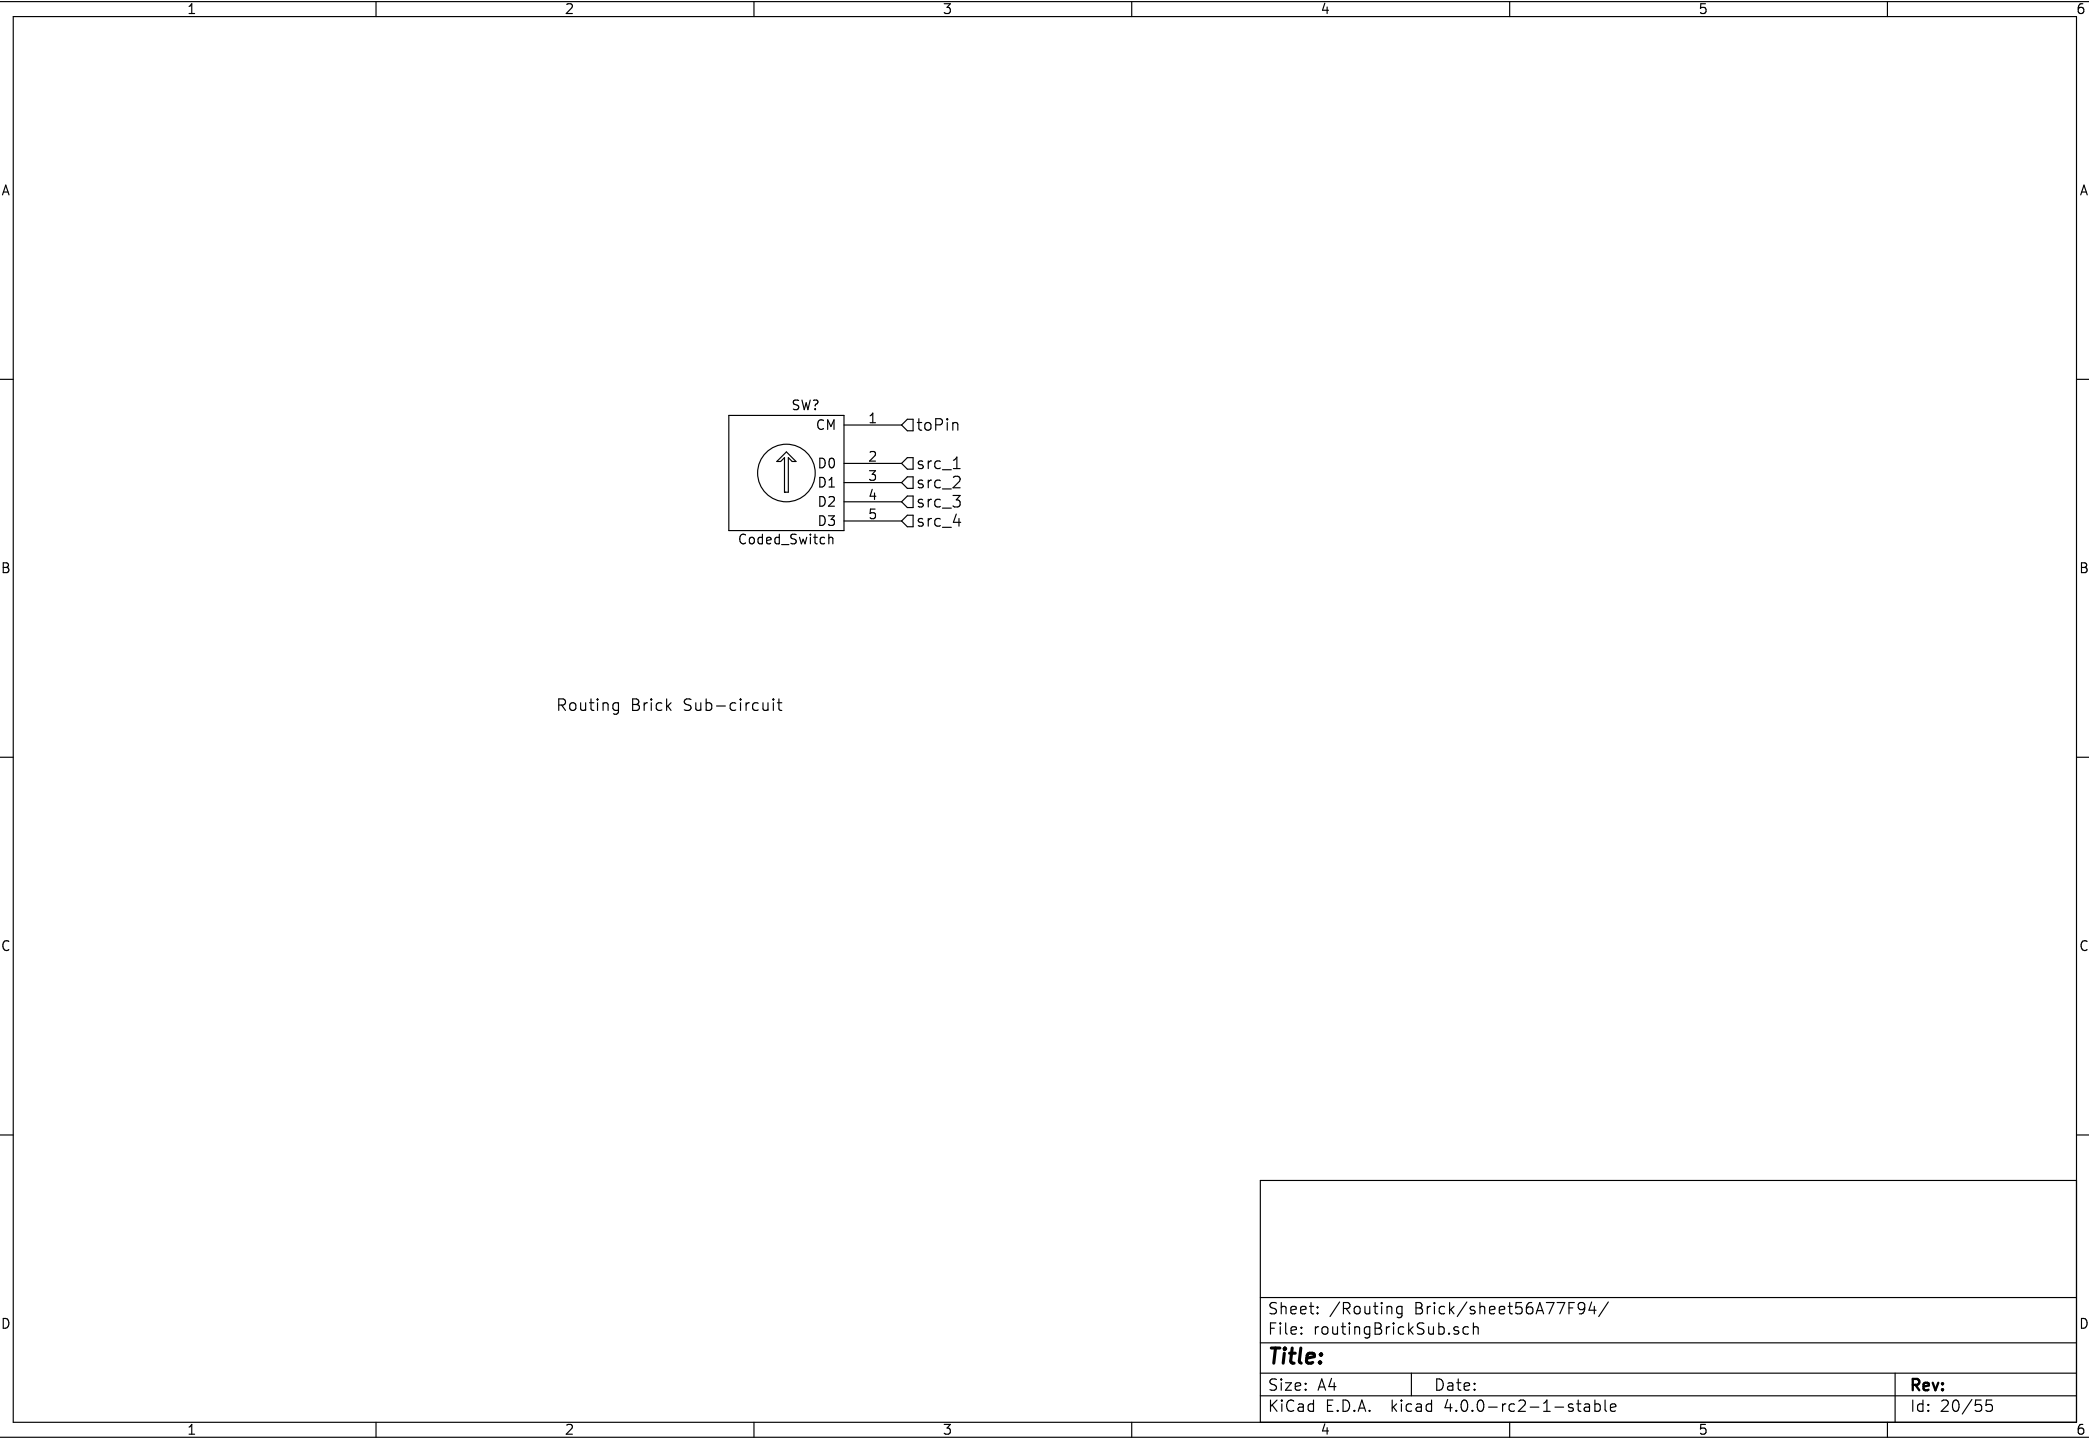 1 2 3 4 5 6
A A
SW?
CM 1 toPin
D0 2 src_1
D1 3 src_2
D2 4 src_3
D3 5 src_4
Coded_Switch
B B
Routing Brick Sub-circuit
C C
Sheet: /Routing Brick/sheet56A77F94/
D D
File: routingBrickSub.sch
Title:
Size: A4 Date: Rev:
KiCad E.D.A. kicad 4.0.0-rc2-1-stable Id: 20/55
1 2 3 4 5 6